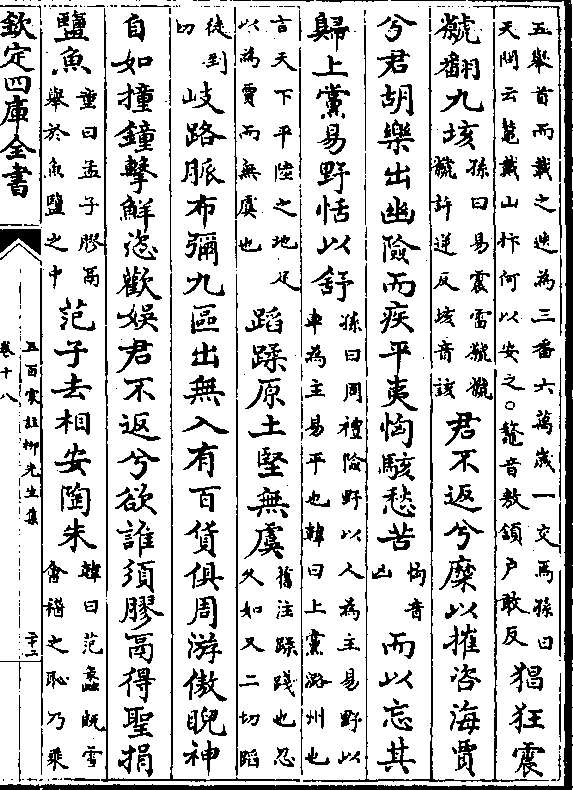 五舉首而載之迭為三番六萬歲一交焉孫曰
天問云鼇戴山抃何以安之○鼇音敖頷户敢反
猖狂震
虩翻九垓
孫曰易震雷虩虩
虩許逆反垓音該
君不返兮糜以摧咨海賈
兮君胡樂出幽險而疾平夷恟駭愁苦
恟音
凶
而以忘其
歸上黨易野恬以舒
孫曰周禮險野以人為主易野以
車為主易平也韓曰上黨潞州也
言天下平陸之地足
以為賈而無虞也
蹈蹂原土堅無虞
舊注蹂踐也忍
久如又二切蹈
徒到
切
岐路脈布彌九區出無入有百貨俱周游傲睨神
自如撞鐘擊鮮恣歡娛君不返兮欲誰須膠鬲得聖捐
鹽魚
童曰孟子膠鬲
舉於魚鹽之中
范子去相安陶朱
韓曰范蠡既雪
會稽之恥乃乘
欽定四庫全書
五百家註柳先生集
卷十八
二十二